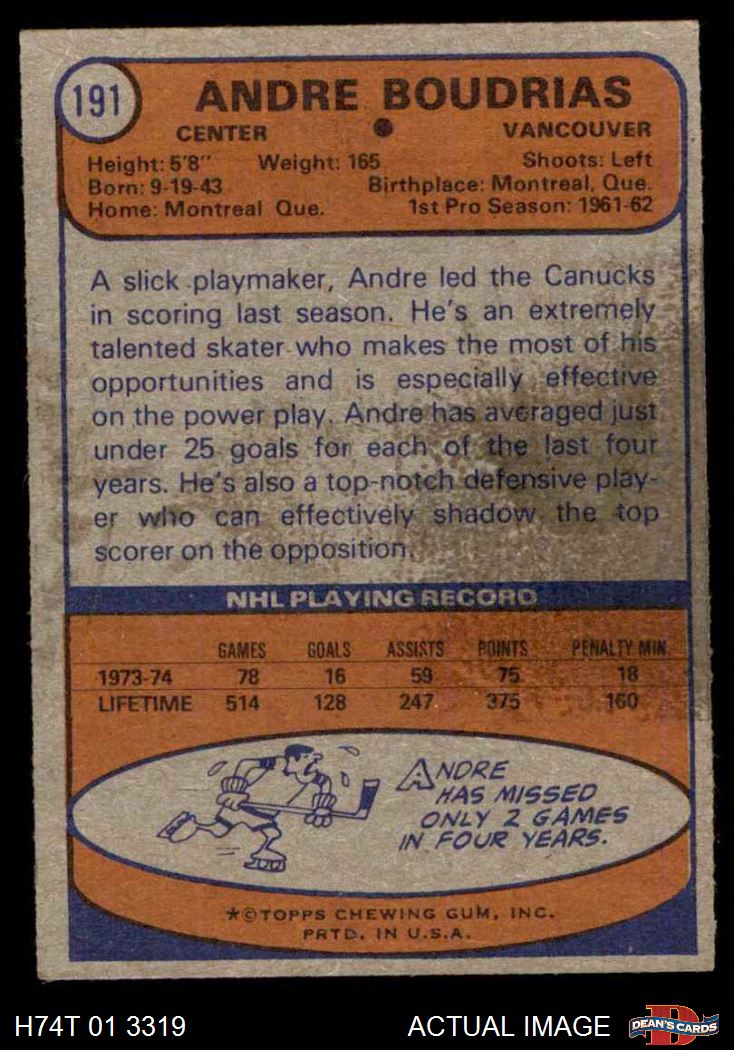 191
ANDRE BOUDRIAS
CENTER ● VANCOUVER
Height: 5'8" Weight: 165 Shoots: Left
Born: 9-19-43 Birthplace: Montreal, Que.
Home: Montreal Que. 1st Pro Season: 1961-62
A slick playmaker, Andre led the Canucks
in scoring last season. He's an extremely
talented skater who makes the most of his
opportunities and is especially effective
on the power play. Andre has averaged just
under 25 goals for each of the last four
years. He's also a top-notch defensive play-
er who can effectively shadow the top
scorer on the opposition.
NHL PLAYING RECORD
GAMES GOALS ASSISTS POINTS PENALTY MIN.
1973-74 78 16 59 75 18
LIFETIME 514 128 247 375 160
ANDRE
HAS MISSED
ONLY 2 GAMES
IN FOUR YEARS.
★©TOPPS CHEWING GUM, INC.
PRTD. IN U.S.A.
H74T 01 3319 ACTUAL IMAGE D DEAN'S CARDS